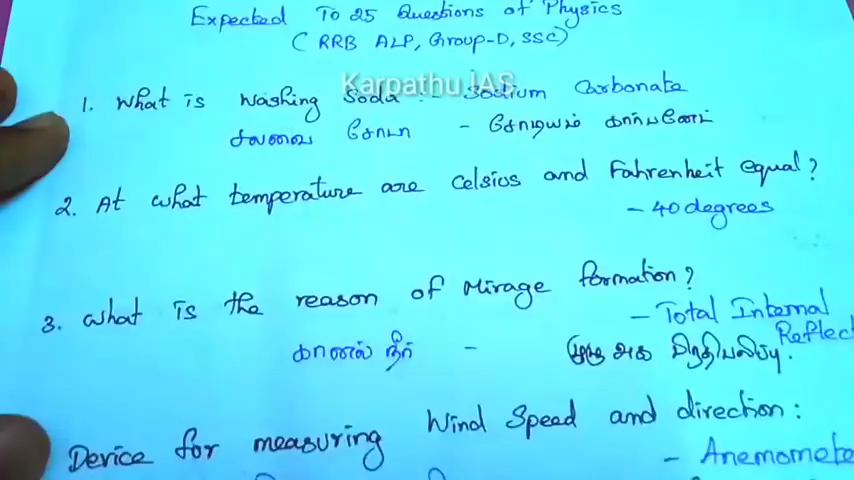 Expected To 25 Questions of Physics
(RRB ALP, Group-D, SSC)
Karpathu IAS
1. What is Washing Soda :- Sodium Carbonate
சலவை சோடா - சோடியம் கார்பனேட்
2. At what temperature are Celsius and Fahrenheit equal?
- 40 degrees
3. What is the reason of Mirage formation?
- Total Internal
Reflect
கானல் நீர் - முழு அக பிரதிபலிப்பு.
Device for measuring Wind Speed and direction:
- Anemomete